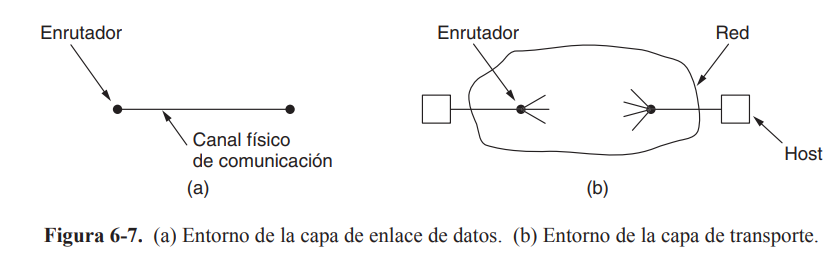 Enrutador
Canal físico
de comunicación
(a)
Enrutador
Red
Host
(b)
Figura 6-7. (a) Entorno de la capa de enlace de datos. (b) Entorno de la capa de transporte.